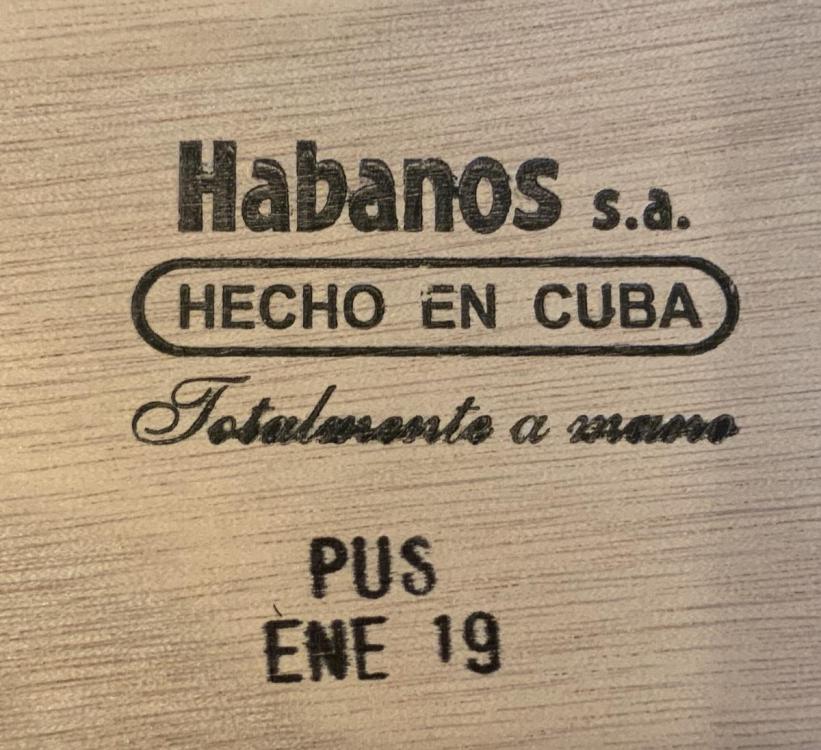 Habanos s.a.
HECHO EN CUBA
Totalmente a mano
PUS
ENE 19